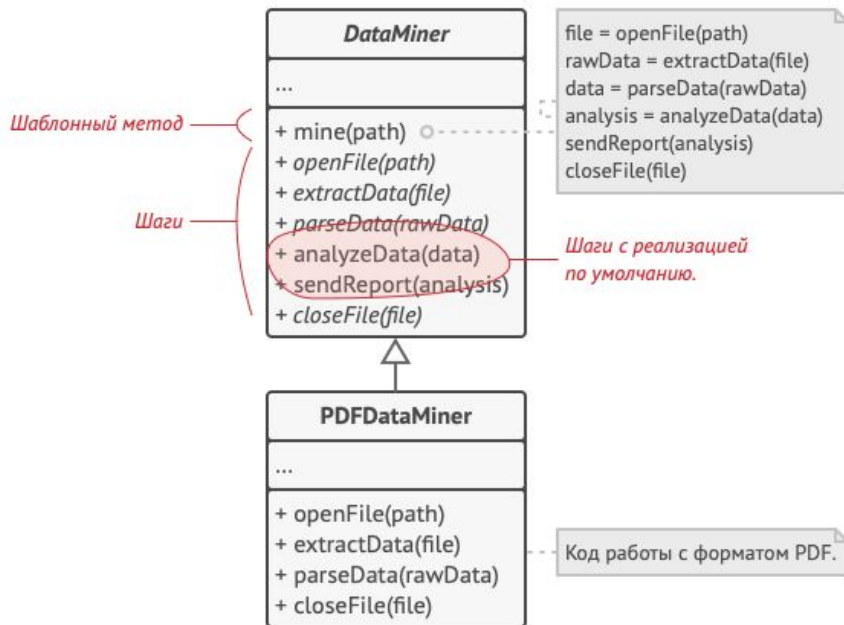 DataMiner
...
+ mine(path)
+ openFile(path)
+ extractData(file)
+ parseData(rawData)
+ analyzeData(data)
+ sendReport(analysis)
+ closeFile(file)
file = openFile(path)
rawData = extractData(file)
data = parseData(rawData)
analysis = analyzeData(data)
sendReport(analysis)
closeFile(file)
Шаблонный метод
Шаги
Шаги с реализацией
по умолчанию.
PDFDataMiner
...
+ openFile(path)
+ extractData(file)
+ parseData(rawData)
+ closeFile(file)
Код работы с форматом PDF.